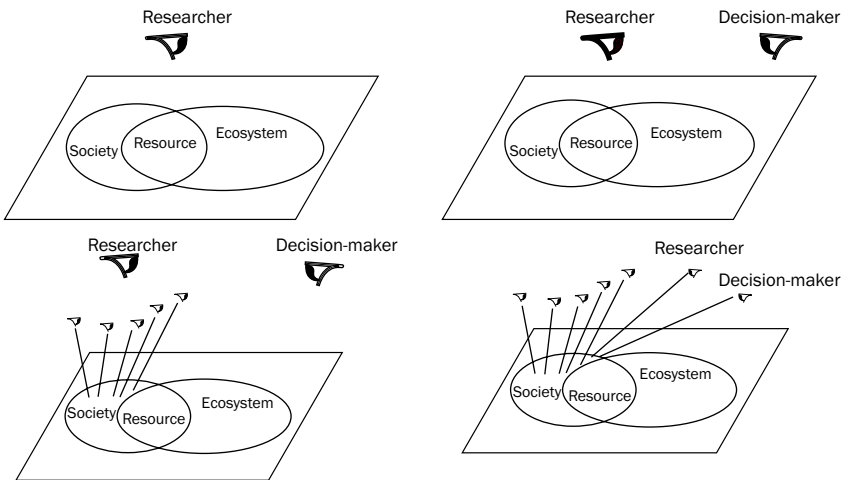 Researcher
Society
Resource
Ecosystem
Researcher
Decision-maker
Society
Resource
Ecosystem
Researcher
Decision-maker
Society
Resource
Ecosystem
Researcher
Decision-maker
Society
Resource
Ecosystem